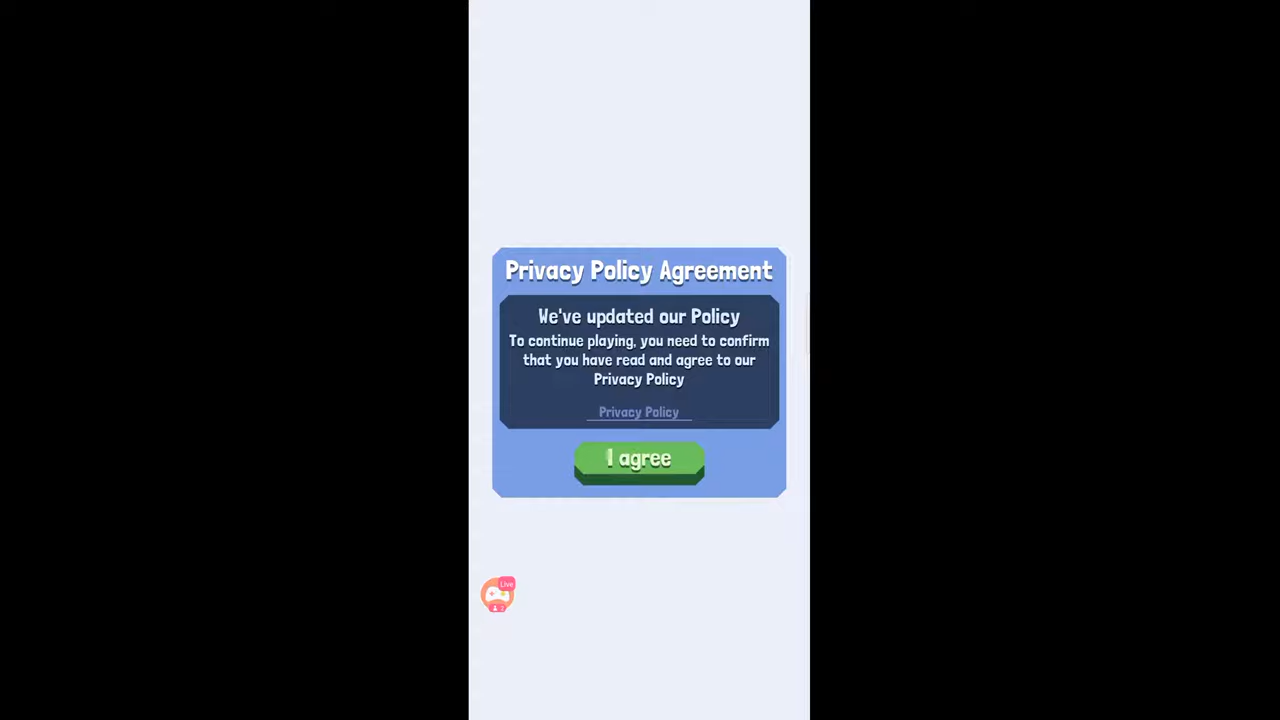 Privacy Policy Agreement
We've updated our Policy
To continue playing, you need to confirm
that you have read and agree to our
Privacy Policy
Privacy Policy
I agree
Live